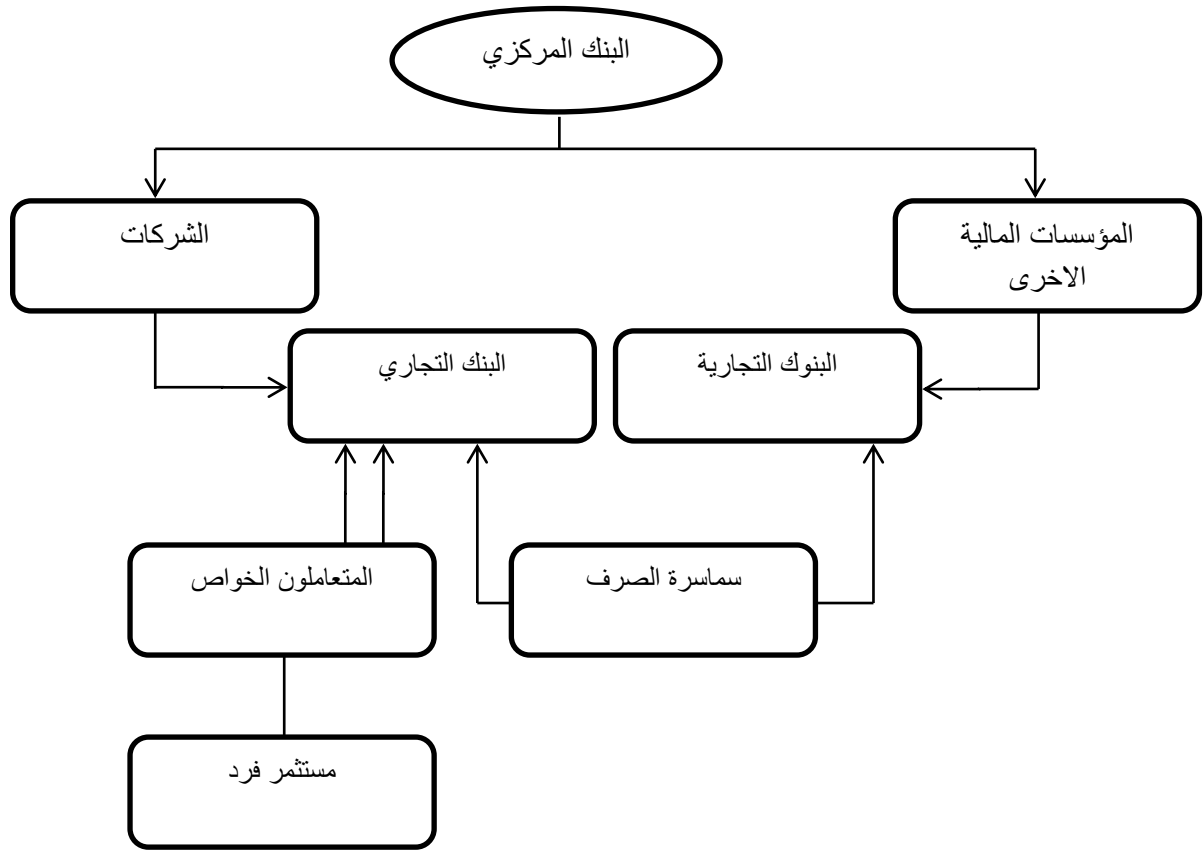 البنك المركزي
المؤسسات المالية
الاخرى
الشركات
البنوك التجارية
البنك التجاري
سماسرة الصرف
المتعاملون الخواص
مستثمر فرد